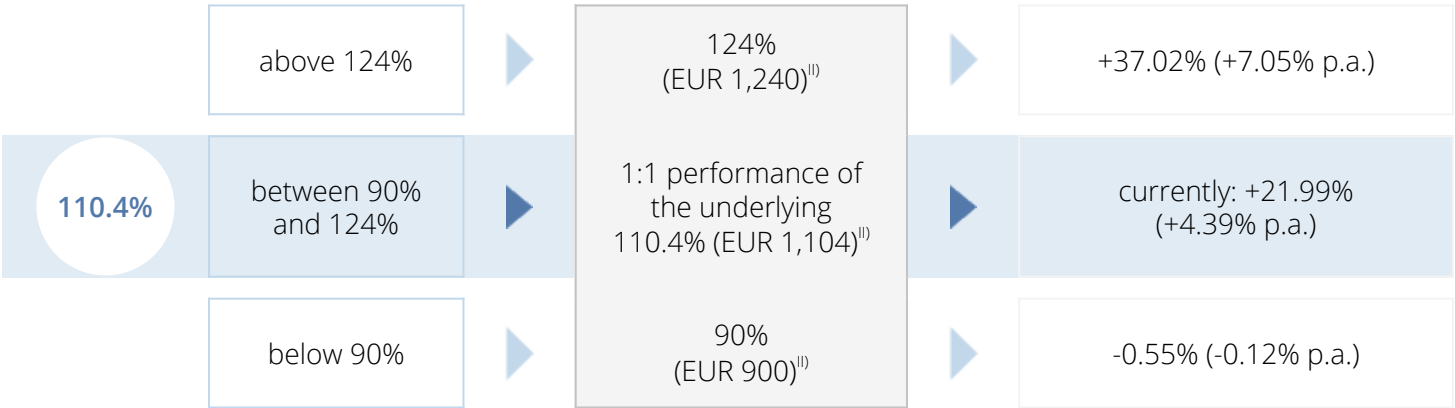 above 124%
124%
(EUR 1,240)II)
+37.02% (+7.05% p.a.)
110.4%
between 90%
and 124%
1:1 performance of
the underlying
110.4% (EUR 1,104)II)
currently: +21.99%
(+4.39% p.a.)
below 90%
90%
(EUR 900)II)
-0.55% (-0.12% p.a.)